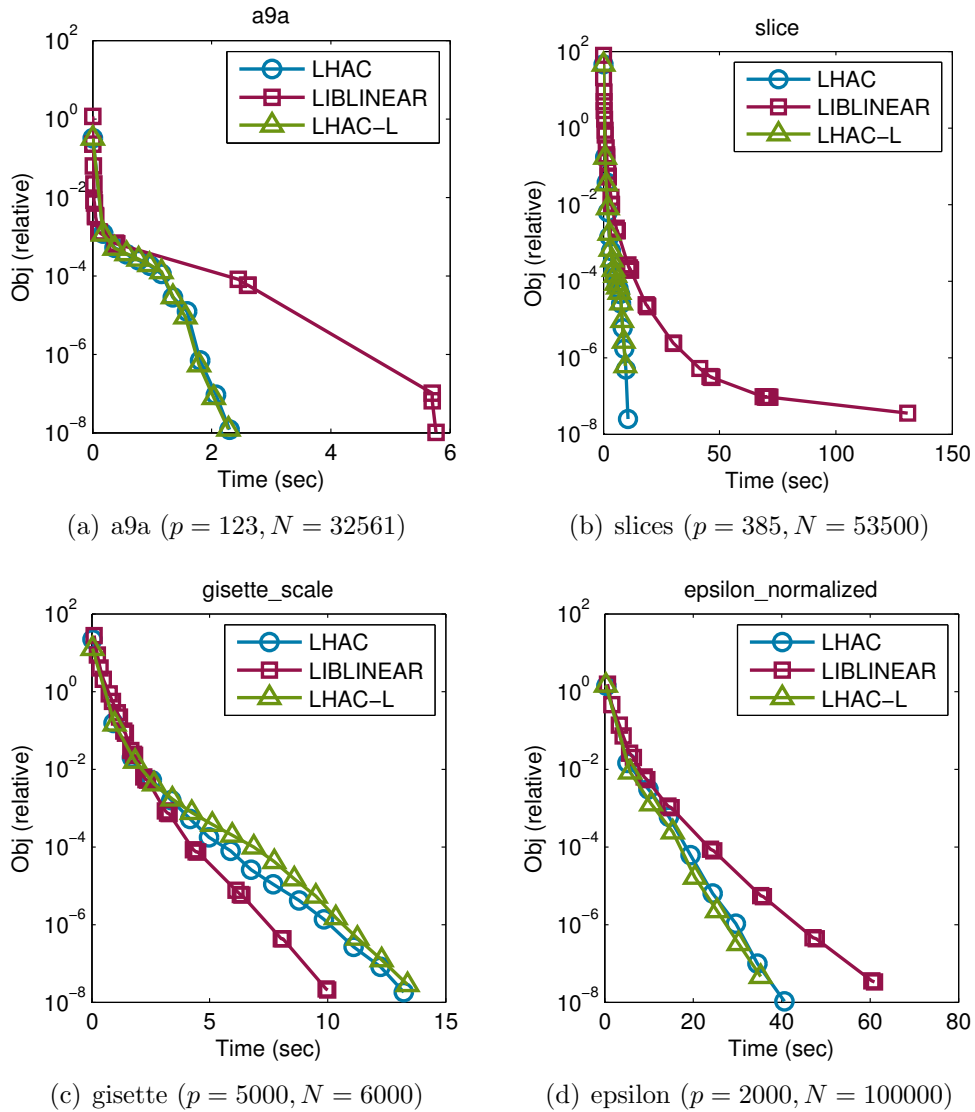 a9a
10^2
10^0
10^-2
10^-4
10^-6
10^-8
Obj (relative)
LHAC
LIBLINEAR
LHAC-L
0 2 4 6
Time (sec)
(a) a9a (p = 123, N = 32561)
slice
10^2
10^0
10^-2
10^-4
10^-6
10^-8
Obj (relative)
LHAC
LIBLINEAR
LHAC-L
0 50 100 150
Time (sec)
(b) slices (p = 385, N = 53500)
gisette_scale
10^2
10^0
10^-2
10^-4
10^-6
10^-8
Obj (relative)
LHAC
LIBLINEAR
LHAC-L
0 5 10 15
Time (sec)
(c) gisette (p = 5000, N = 6000)
epsilon_normalized
10^2
10^0
10^-2
10^-4
10^-6
10^-8
Obj (relative)
LHAC
LIBLINEAR
LHAC-L
0 20 40 60 80
Time (sec)
(d) epsilon (p = 2000, N = 100000)